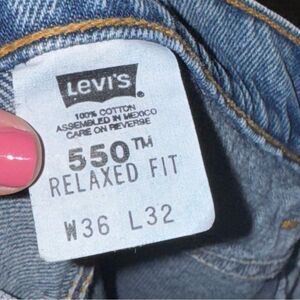 Levi's
100% COTTON
ASSEMBLED IN MEXICO
CARE ON REVERSE
550™
RELAXED FIT
W36 L32